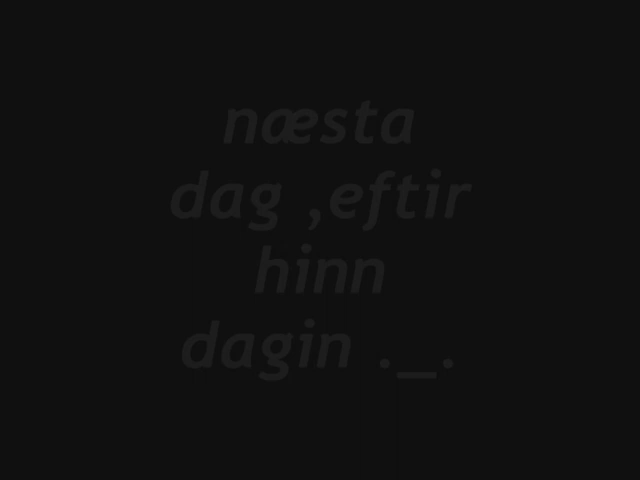 næsta
dag ,eftir
hinn
dagin ._.